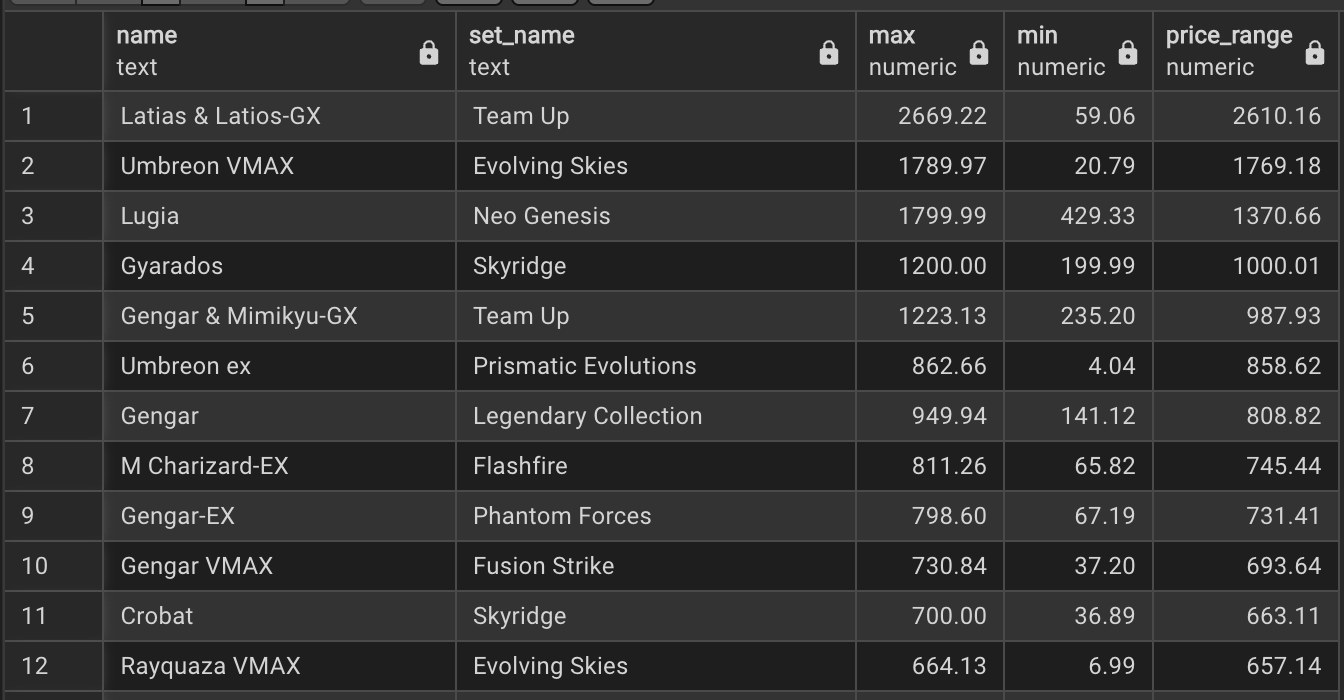 name set_name max min price_range
text text numeric numeric numeric
1 Latias & Latios-GX Team Up 2669.22 59.06 2610.16
2 Umbreon VMAX Evolving Skies 1789.97 20.79 1769.18
3 Lugia Neo Genesis 1799.99 429.33 1370.66
4 Gyarados Skyridge 1200.00 199.99 1000.01
5 Gengar & Mimikyu-GX Team Up 1223.13 235.20 987.93
6 Umbreon ex Prismatic Evolutions 862.66 4.04 858.62
7 Gengar Legendary Collection 949.94 141.12 808.82
8 M Charizard-EX Flashfire 811.26 65.82 745.44
9 Gengar-EX Phantom Forces 798.60 67.19 731.41
10 Gengar VMAX Fusion Strike 730.84 37.20 693.64
11 Crobat Skyridge 700.00 36.89 663.11
12 Rayquaza VMAX Evolving Skies 664.13 6.99 657.14